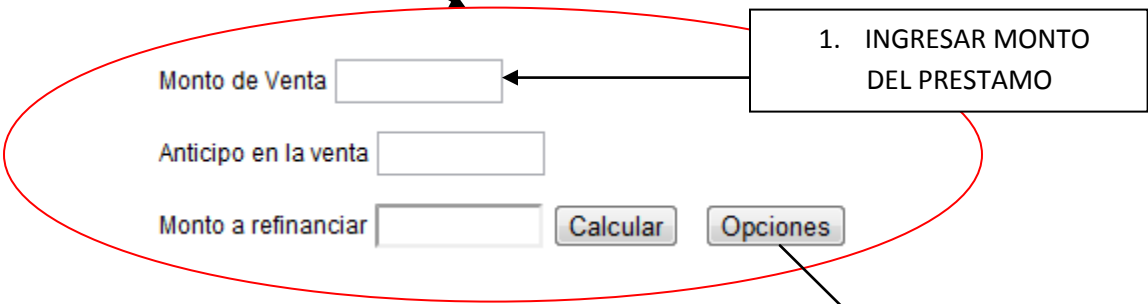 1. INGRESAR MONTO
DEL PRESTAMO
Monto de Venta
Anticipo en la venta
Monto a refinanciar Calcular Opciones